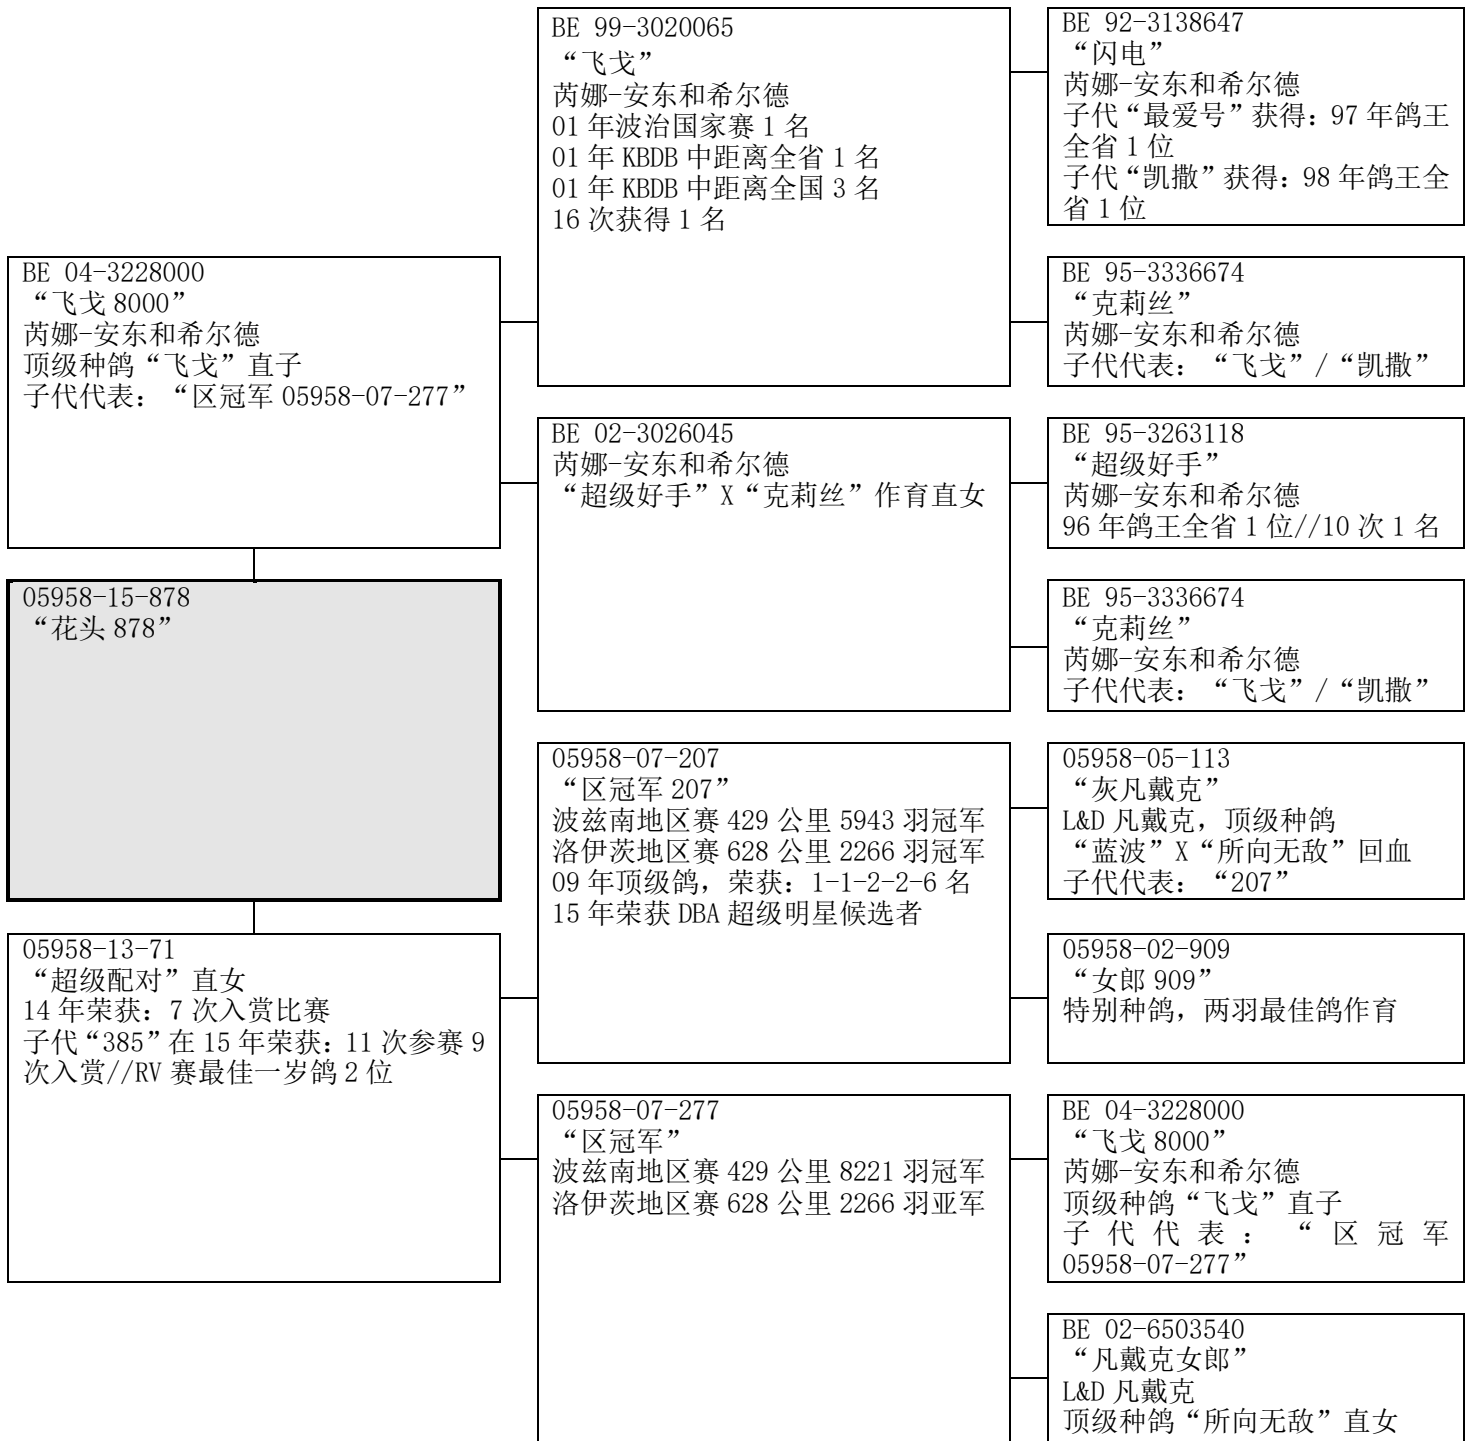 BE 04-3228000
“飞戈 8000”
芮娜-安东和希尔德
顶级种鸽“飞戈”直子
子代代表：“区冠军 05958-07-277”
05958-15-878
“花头 878”
05958-13-71
“超级配对”直女
14 年荣获：7 次入赏比赛
子代“385”在 15 年荣获：11 次参赛 9
次入赏//RV 赛最佳一岁鸽 2 位
BE 99-3020065
“飞戈”
芮娜-安东和希尔德
01 年波治国家赛 1 名
01 年 KBDB 中距离全省 1 名
01 年 KBDB 中距离全国 3 名
16 次获得 1 名
BE 02-3026045
芮娜-安东和希尔德
“超级好手”X“克莉丝”作育直女
05958-07-207
“区冠军 207”
波兹南地区赛 429 公里 5943 羽冠军
洛伊茨地区赛 628 公里 2266 羽冠军
09 年顶级鸽，荣获：1-1-2-2-6 名
15 年荣获 DBA 超级明星候选者
05958-07-277
“区冠军”
波兹南地区赛 429 公里 8221 羽冠军
洛伊茨地区赛 628 公里 2266 羽亚军
BE 92-3138647
“闪电”
芮娜-安东和希尔德
子代“最爱号”获得：97 年鸽王
全省 1 位
子代“凯撒”获得：98 年鸽王全
省 1 位
BE 95-3336674
“克莉丝”
芮娜-安东和希尔德
子代代表：“飞戈”/“凯撒”
BE 95-3263118
“超级好手”
芮娜-安东和希尔德
96 年鸽王全省 1 位//10 次 1 名
BE 95-3336674
“克莉丝”
芮娜-安东和希尔德
子代代表：“飞戈”/“凯撒”
05958-05-113
“灰凡戴克”
L&D 凡戴克，顶级种鸽
“蓝波”X“所向无敌”回血
子代代表：“207”
05958-02-909
“女郎 909”
特别种鸽，两羽最佳鸽作育
BE 04-3228000
“飞戈 8000”
芮娜-安东和希尔德
顶级种鸽“飞戈”直子
子代代表：“区冠军
05958-07-277”
BE 02-6503540
“凡戴克女郎”
L&D 凡戴克
顶级种鸽“所向无敌”直女